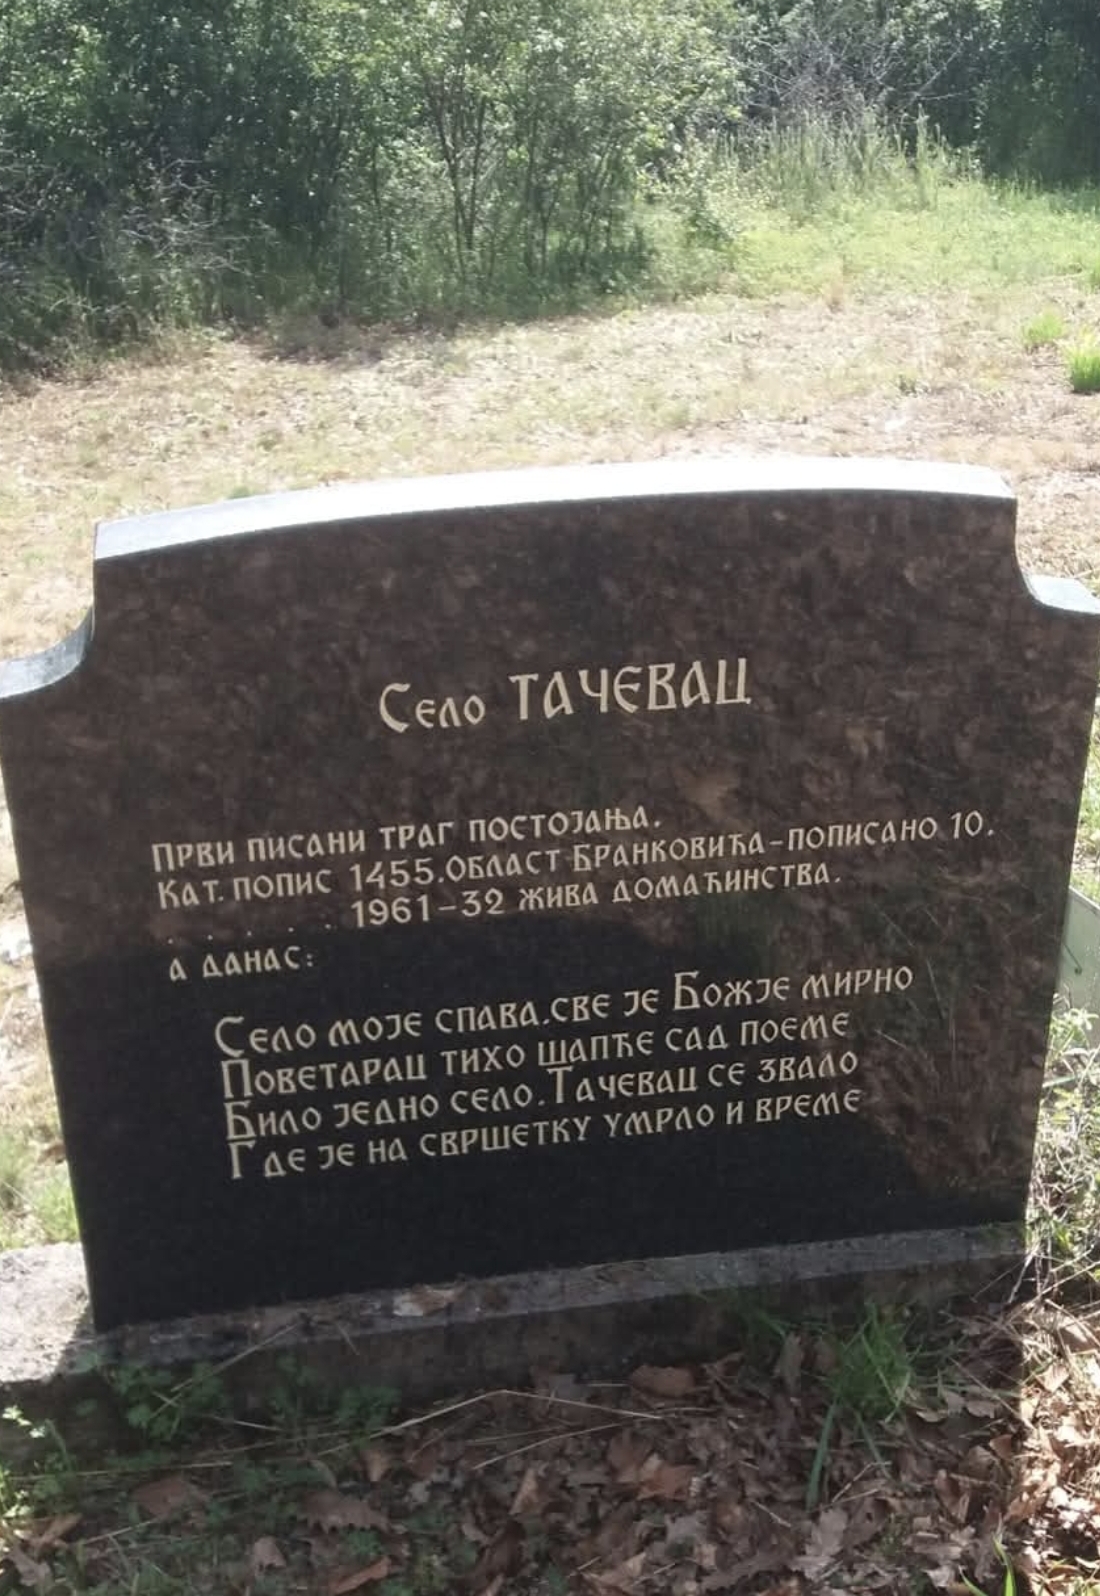 Село ТАЧЕВАЦ
ПРВИ ПИСАНИ ТРАГ ПОСТОЈАЊА.
КАТ. ПОПИС 1455. ОБЛАСТ БРАНКОВИЋА-ПОПИСАНО 10.
. . . . . 1961-32 ЖИВА ДОМАЋИНСТВА.
А ДАНАС:
СЕЛО МОЈЕ СПАВА. СВЕ ЈЕ БОЖЈЕ МИРНО
ПОВЕТАРАЦ ТИХО ШАПЋЕ САД ПОЕМЕ
БИЛО ЈЕДНО СЕЛО. ТАЧЕВАЦ СЕ ЗВАЛО
ГДЕ ЈЕ НА СВРШЕТКУ УМРЛО И ВРЕМЕ